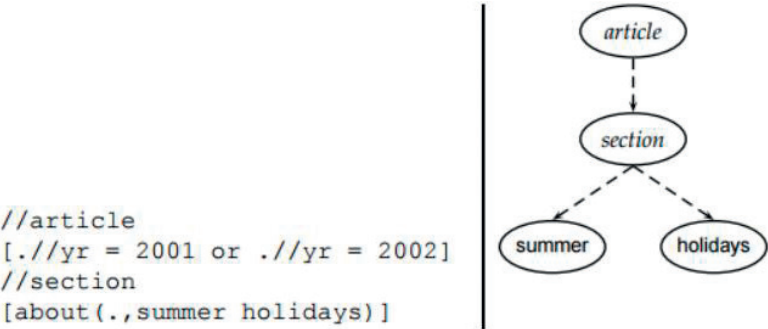 //article
[.//yr = 2001 or .//yr = 2002]
//section
[about(.,summer holidays)]
article
section
summer
holidays